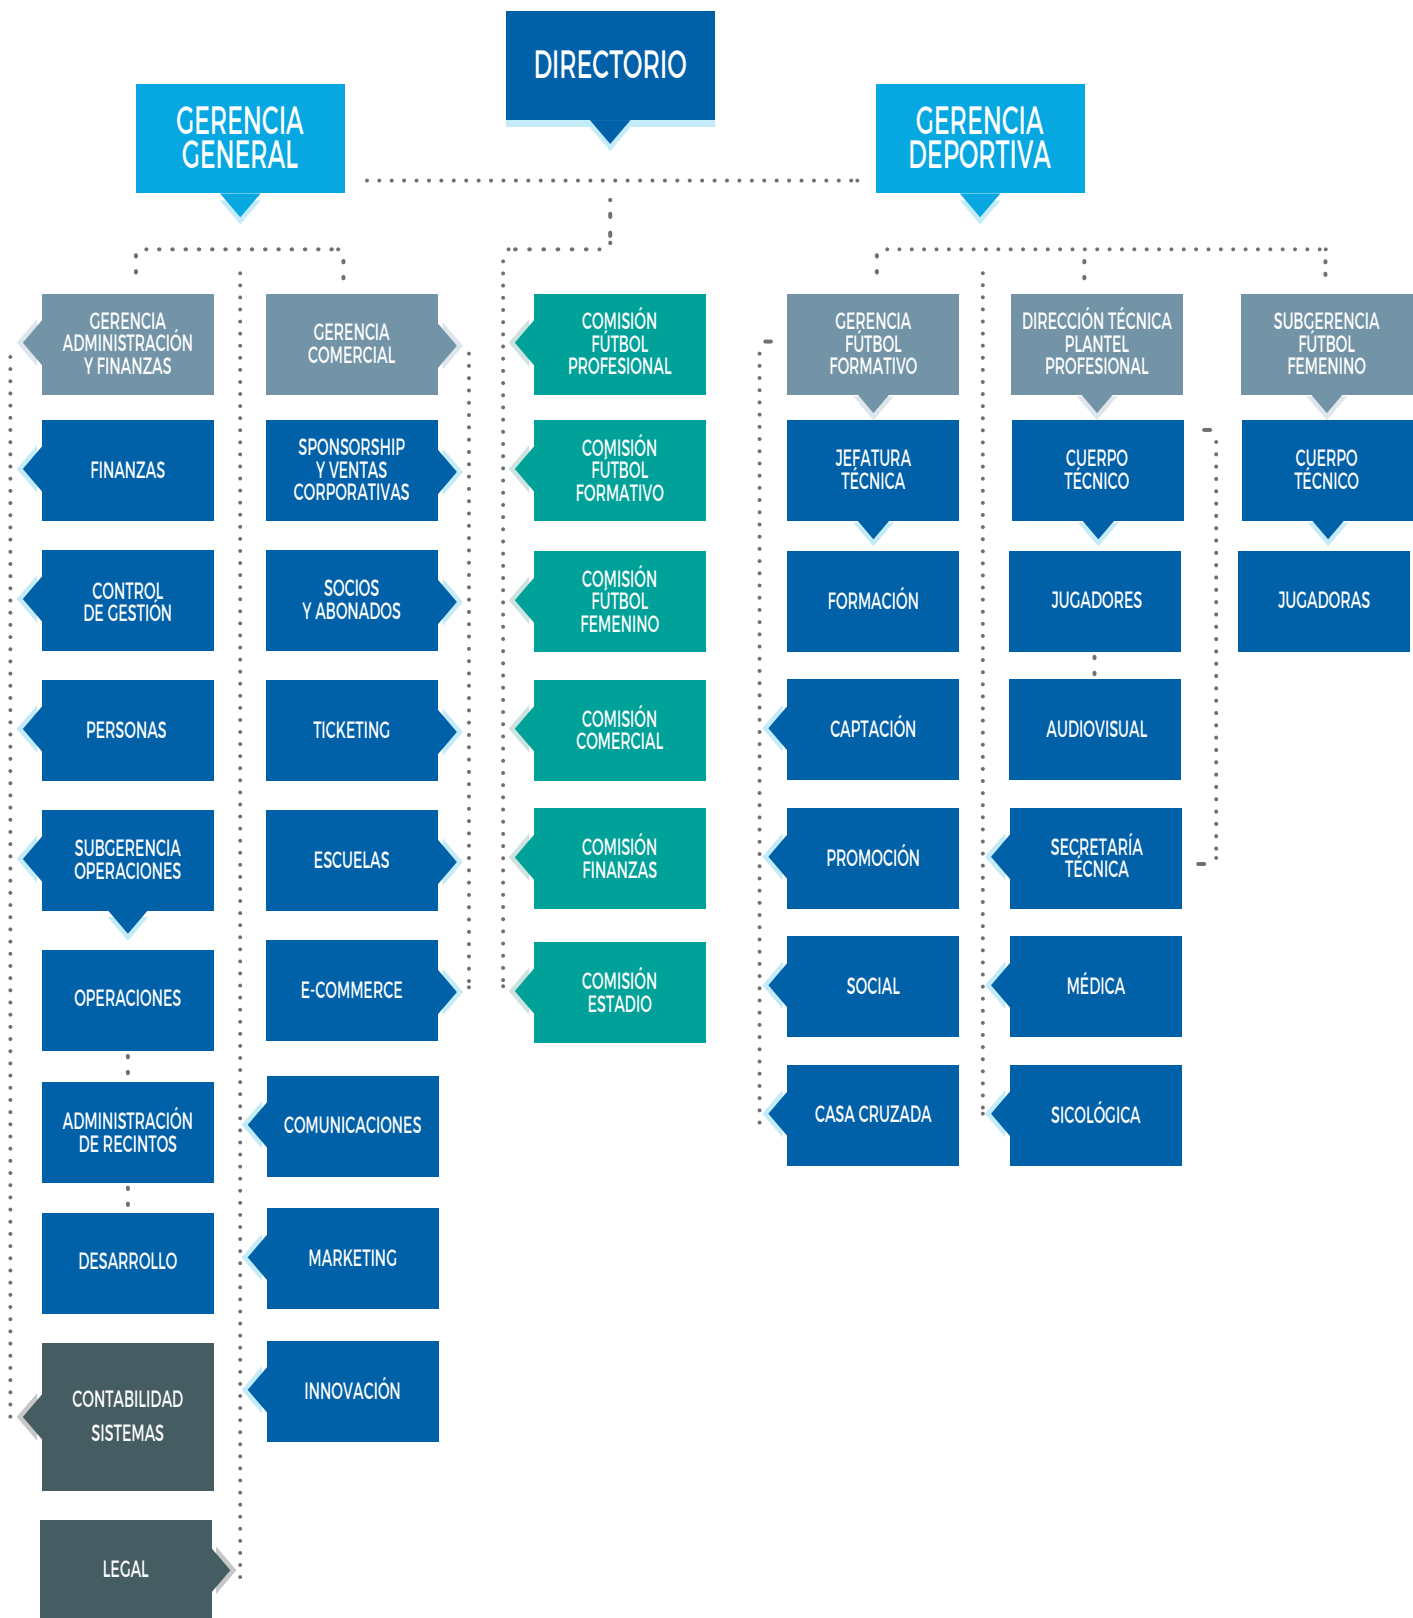 DIRECTORIO
GERENCIA
GENERAL
GERENCIA
DEPORTIVA
GERENCIA
ADMINISTRACIÓN
Y FINANZAS
FINANZAS
CONTROL
DE GESTIÓN
PERSONAS
SUBGERENCIA
OPERACIONES
OPERACIONES
ADMINISTRACIÓN
DE RECINTOS
DESARROLLO
CONTABILIDAD
SISTEMAS
LEGAL
GERENCIA
COMERCIAL
SPONSORSHIP
Y VENTAS
CORPORATIVAS
SOCIOS
Y ABONADOS
TICKETING
ESCUELAS
E-COMMERCE
COMUNICACIONES
MARKETING
INNOVACIÓN
COMISIÓN
FÚTBOL
PROFESIONAL
COMISIÓN
FÚTBOL
FORMATIVO
COMISIÓN
FÚTBOL
FEMENINO
COMISIÓN
COMERCIAL
COMISIÓN
FINANZAS
COMISIÓN
ESTADIO
GERENCIA
FÚTBOL
FORMATIVO
JEFATURA
TÉCNICA
FORMACIÓN
CAPTACIÓN
PROMOCIÓN
SOCIAL
CASA CRUZADA
DIRECCIÓN TÉCNICA
PLANTEL
PROFESIONAL
CUERPO
TÉCNICO
JUGADORES
AUDIOVISUAL
SECRETARÍA
TÉCNICA
MÉDICA
SICOLÓGICA
SUBGERENCIA
FÚTBOL
FEMENINO
CUERPO
TÉCNICO
JUGADORAS